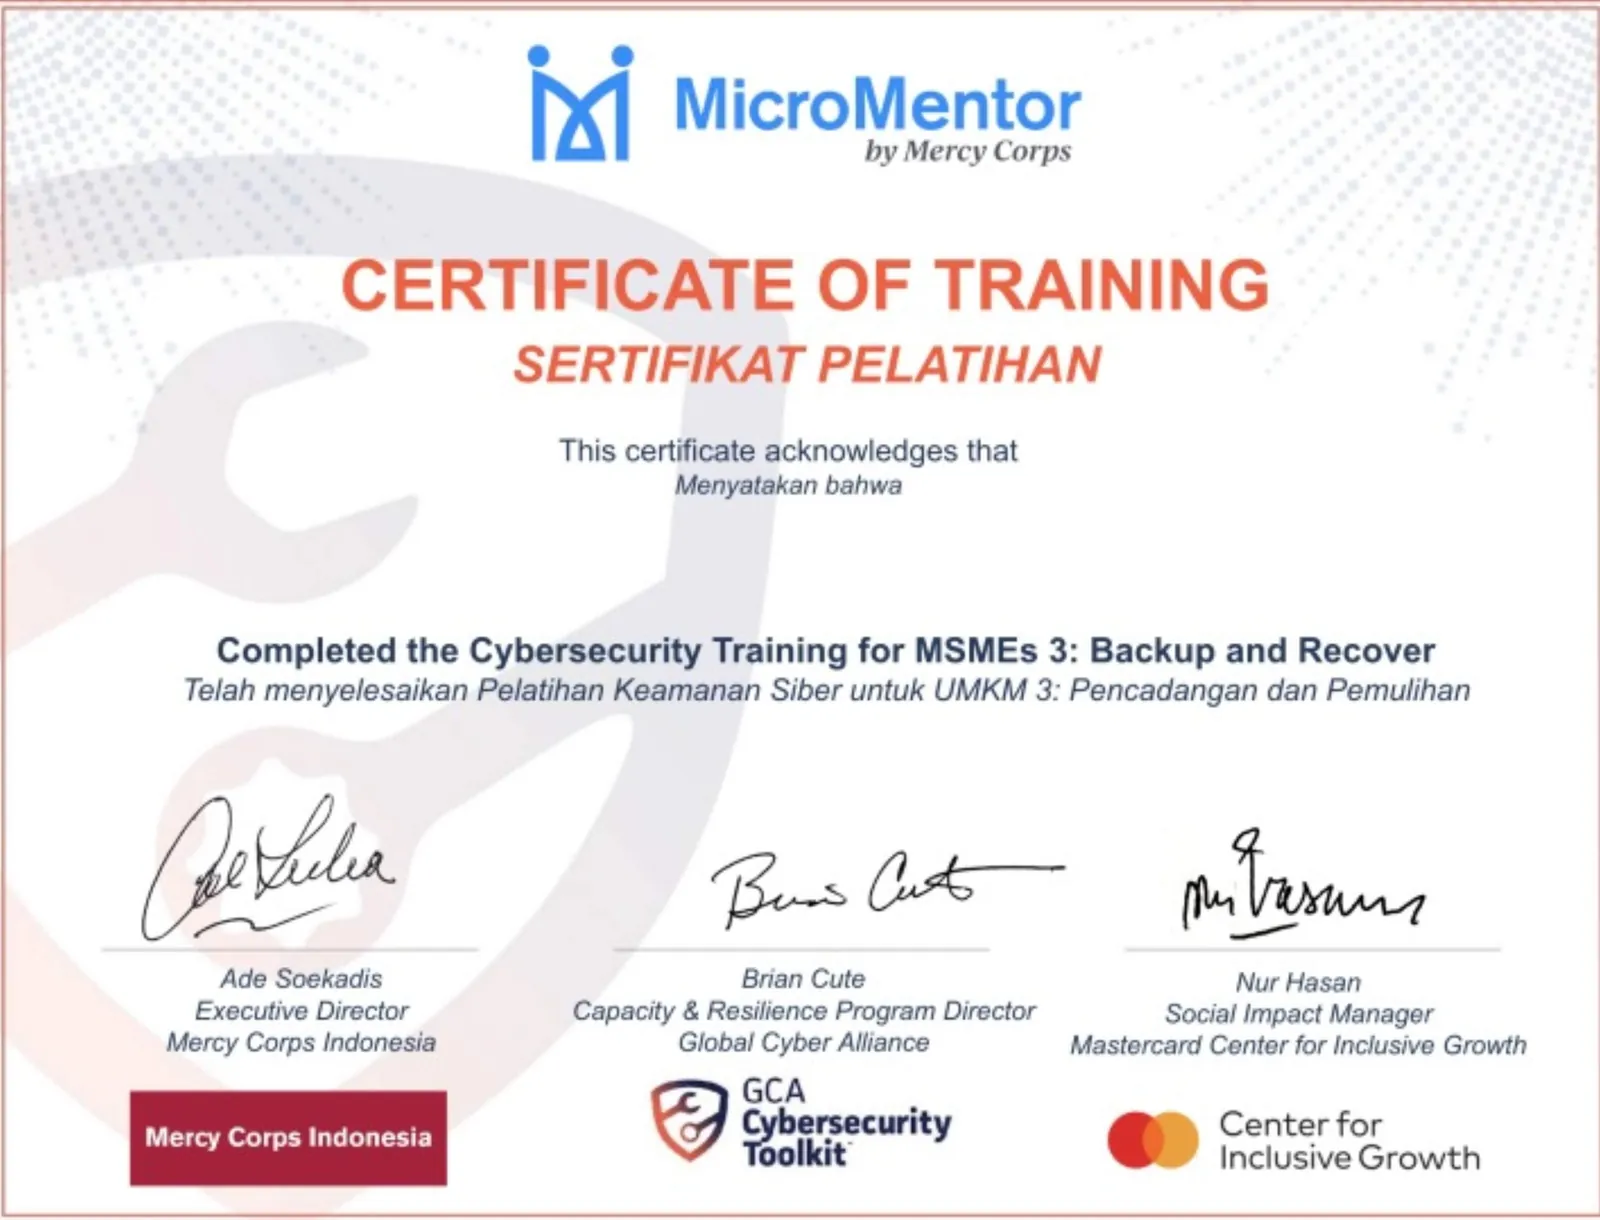 MicroMentor
by Mercy Corps
CERTIFICATE OF TRAINING
SERTIFIKAT PELATIHAN
This certificate acknowledges that
Menyatakan bahwa
Completed the Cybersecurity Training for MSMEs 3: Backup and Recover
Telah menyelesaikan Pelatihan Keamanan Siber untuk UMKM 3: Pencadangan dan Pemulihan
Ade Soekadis
Executive Director
Mercy Corps Indonesia
Brian Cute
Capacity & Resilience Program Director
Global Cyber Alliance
Nur Hasan
Social Impact Manager
Mastercard Center for Inclusive Growth
Mercy Corps Indonesia
GCA
Cybersecurity
Toolkit
Center for
Inclusive Growth